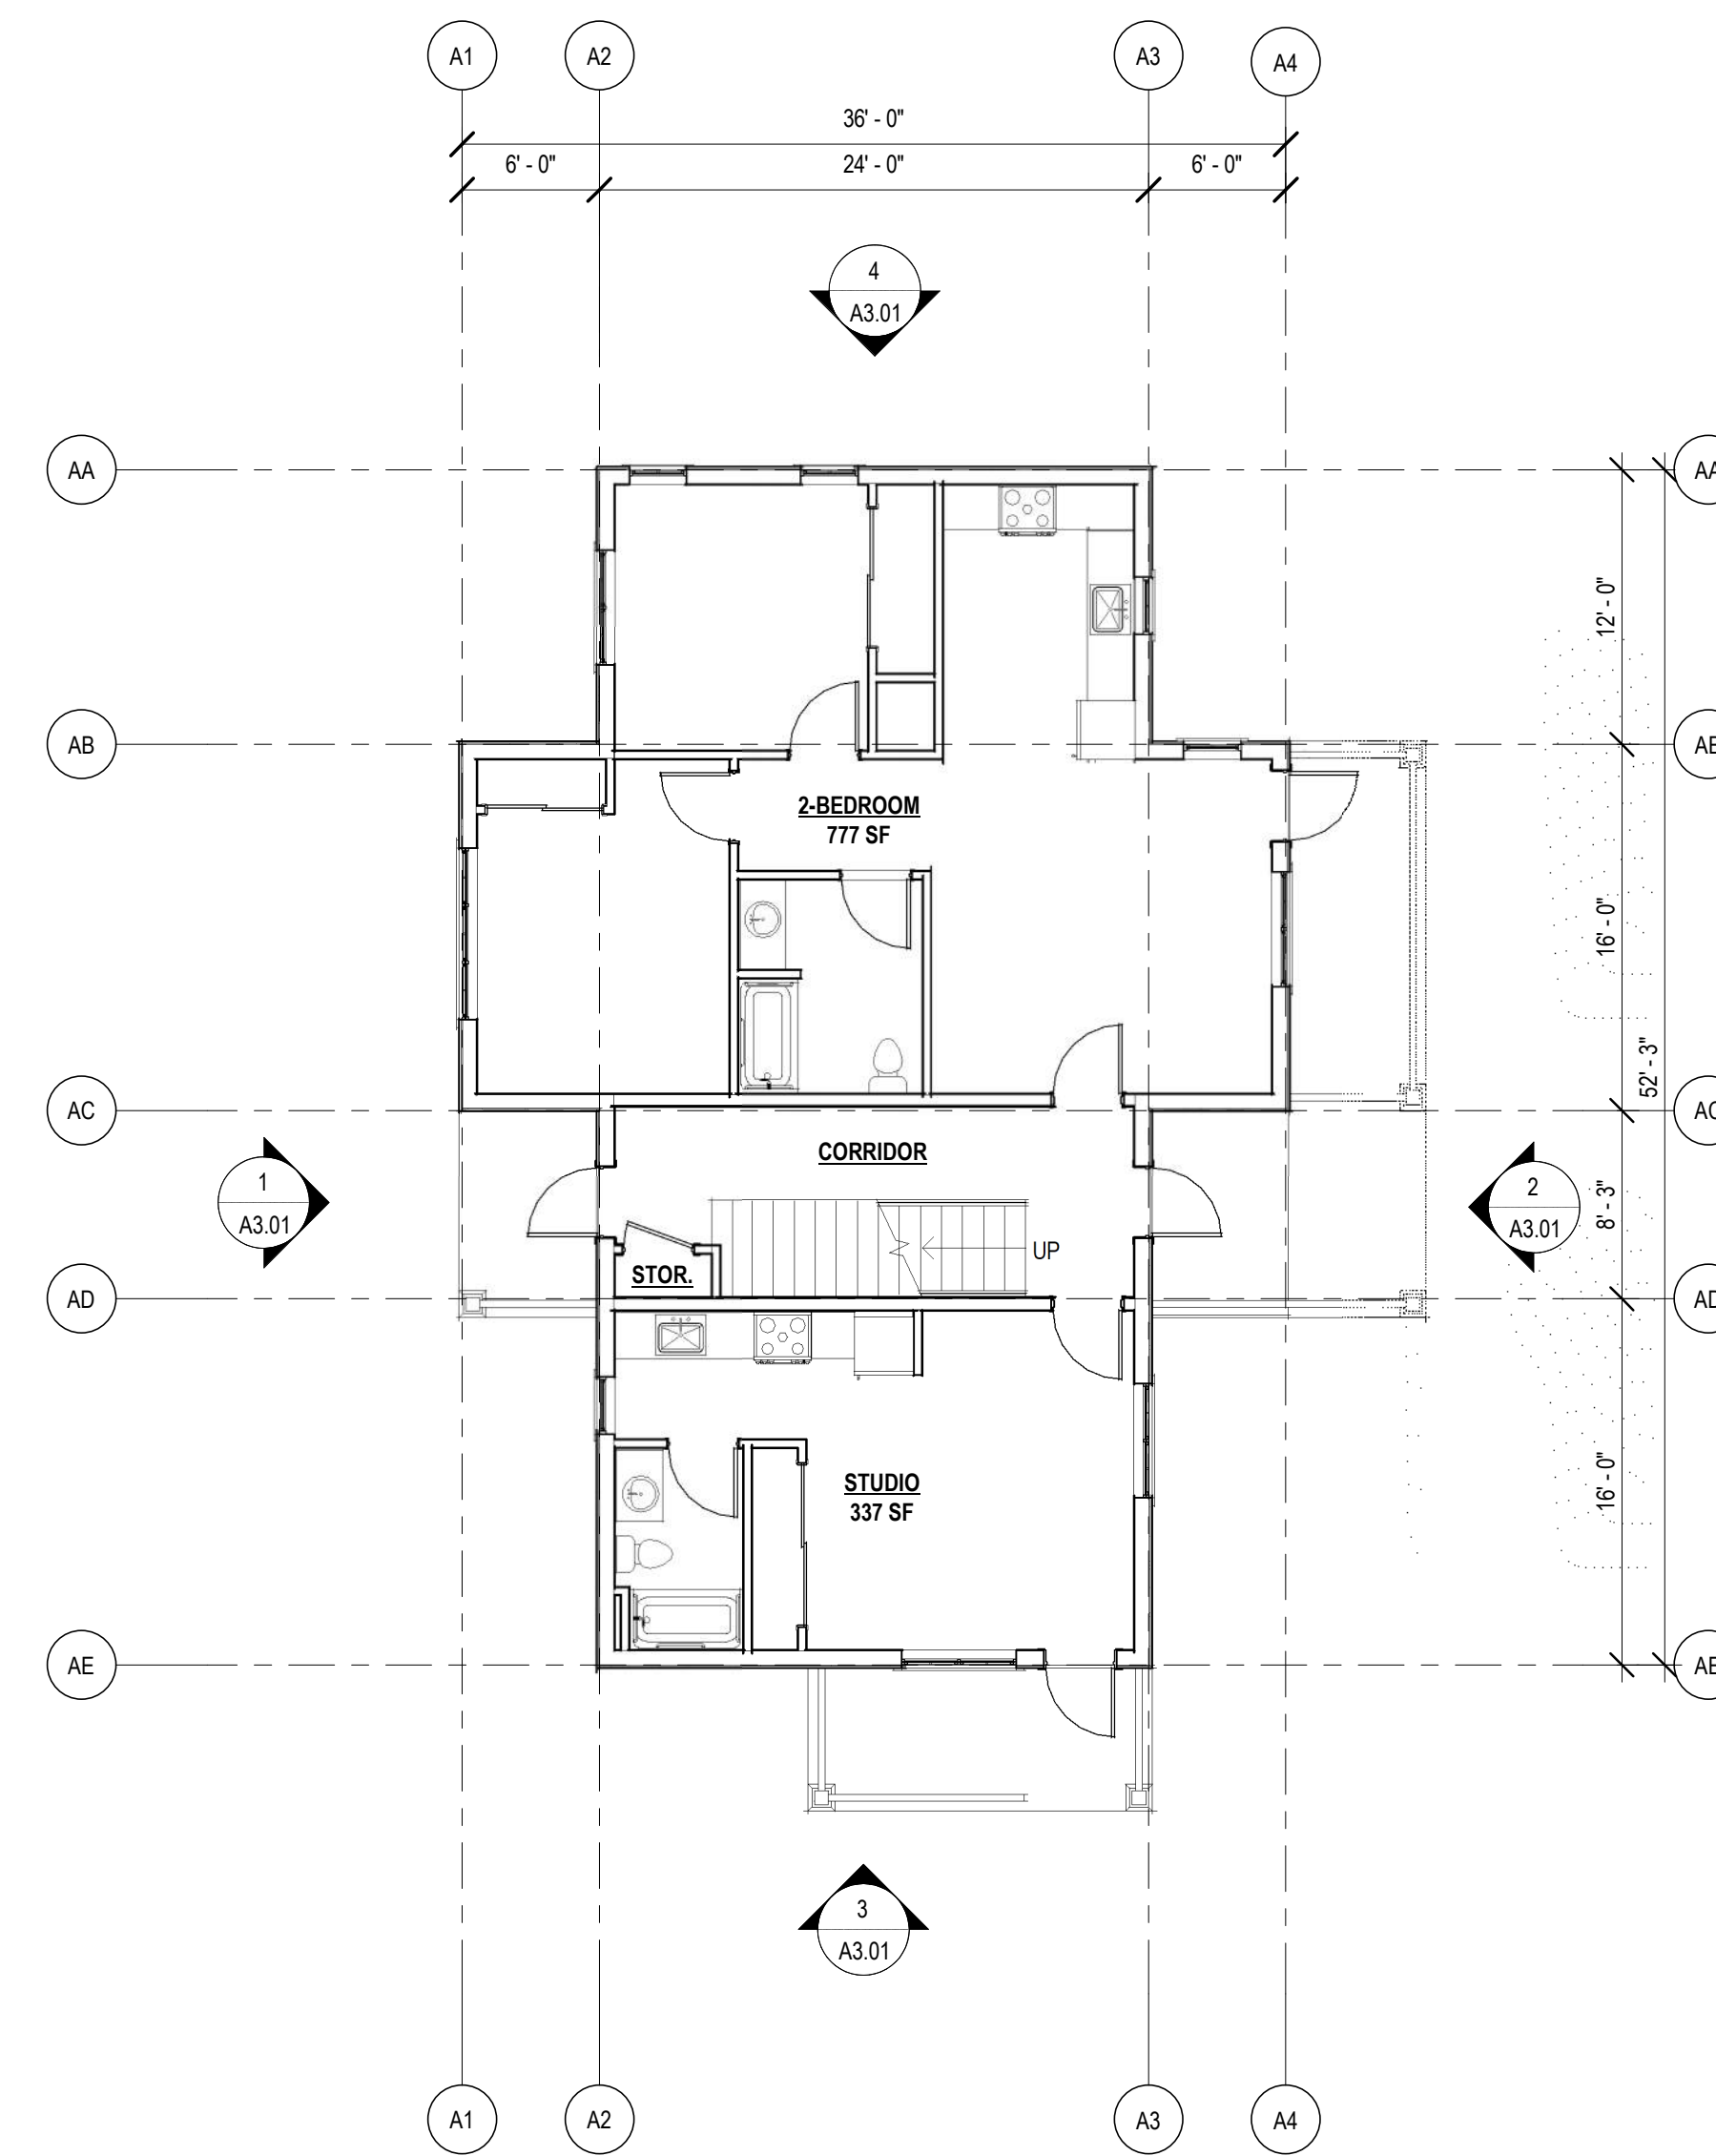 A1
A2
A3
A4
36' - 0"
6' - 0"
24' - 0"
6' - 0"
4
A3.01
AA
AA
12' - 0"
AB
AB
2-BEDROOM
777 SF
16' - 0"
52' - 3"
AC
AC
CORRIDOR
1
A3.01
2
A3.01
8' - 3"
UP
STOR.
AD
AD
STUDIO
337 SF
16' - 0"
AE
AE
3
A3.01
A1
A2
A3
A4